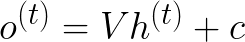 o^{(t)} = Vh^{(t)} + c